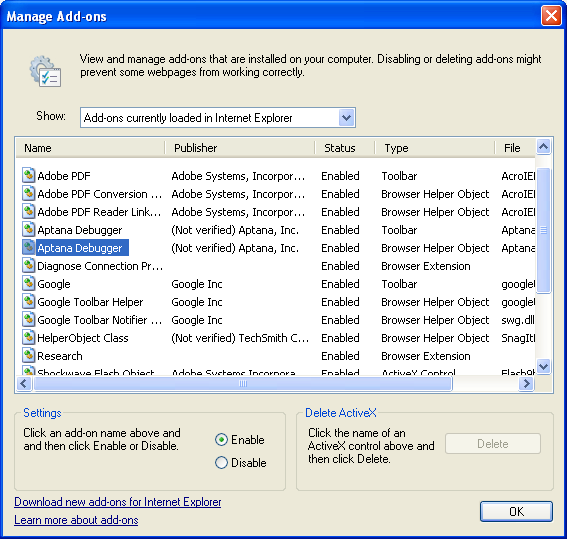 Manage Add-ons
View and manage add-ons that are installed on your computer. Disabling or deleting add-ons might
prevent some webpages from working correctly.
Show: Add-ons currently loaded in Internet Explorer
Name Publisher Status Type File
Adobe PDF Adobe Systems, Incorpor... Enabled Toolbar AcroIEI
Adobe PDF Conversion ... Adobe Systems, Incorpor... Enabled Browser Helper Object AcroIEI
Adobe PDF Reader Link... Adobe Systems, Incorpor... Enabled Browser Helper Object AcroIEI
Aptana Debugger (Not verified) Aptana, Inc. Enabled Toolbar Aptana
Aptana Debugger (Not verified) Aptana, Inc. Enabled Browser Helper Object Aptana
Diagnose Connection Pr... Enabled Browser Extension
Google Google Inc Enabled Toolbar google
Google Toolbar Helper Google Inc Enabled Browser Helper Object google
Google Toolbar Notifier ... Google Inc Enabled Browser Helper Object swg.dll
HelperObject Class (Not verified) TechSmith C... Enabled Browser Helper Object SnagIt
Research Enabled Browser Extension
Shockwave Flash Object Adobe Systems Incorpora... Enabled ActiveX Control Flash9
Settings
Click an add-on name above and
and then click Enable or Disable.
Enable
Disable
Delete ActiveX
Click the name of an
ActiveX control above and
then click Delete.
Delete
Download new add-ons for Internet Explorer
Learn more about add-ons
OK